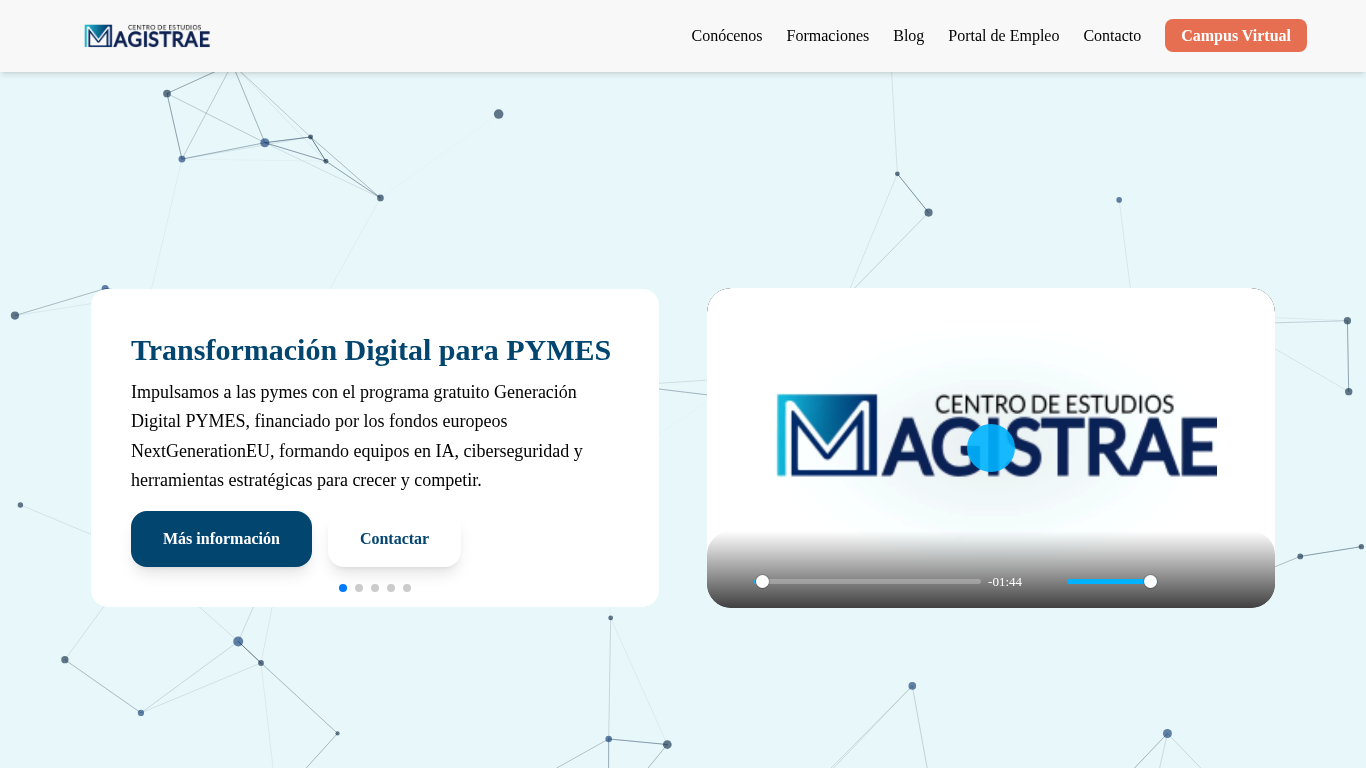 CENTRO DE ESTUDIOS
MAGISTRAE
Conócenos
Formaciones
Blog
Portal de Empleo
Contacto
Campus Virtual
Transformación Digital para PYMES
Impulsamos a las pymes con el programa gratuito Generación
Digital PYMES, financiado por los fondos europeos
NextGenerationEU, formando equipos en IA, ciberseguridad y
herramientas estratégicas para crecer y competir.
Más información
Contactar
CENTRO DE ESTUDIOS
MAGISTRAE
-01:44